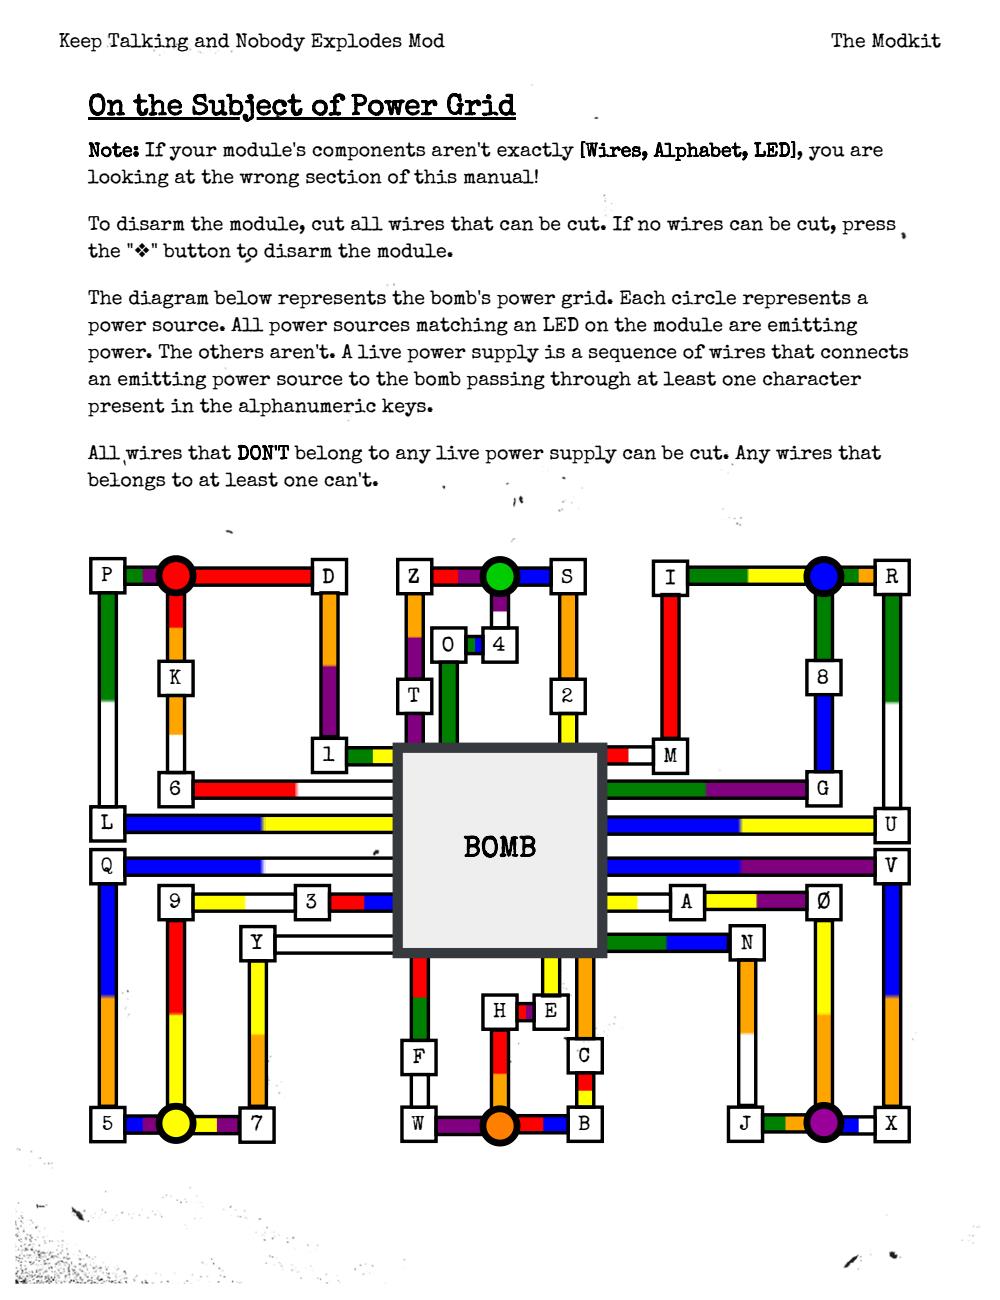 Keep Talking and Nobody Explodes Mod The Modkit
On the Subject of Power Grid
Note: If your module's components aren't exactly [Wires, Alphabet, LED], you are
looking at the wrong section of this manual!
To disarm the module, cut all wires that can be cut. If no wires can be cut, press
the "❖" button to disarm the module.
The diagram below represents the bomb's power grid. Each circle represents a
power source. All power sources matching an LED on the module are emitting
power. The others aren't. A live power supply is a sequence of wires that connects
an emitting power source to the bomb passing through at least one character
present in the alphanumeric keys.
All wires that DON'T belong to any live power supply can be cut. Any wires that
belongs to at least one can't.
P D Z S I R
O 4
K T 2 8
1 M
6 G
L U
BOMB
Q V
9 3 A Ø
Y N
H E
F C
5 7 W B J X